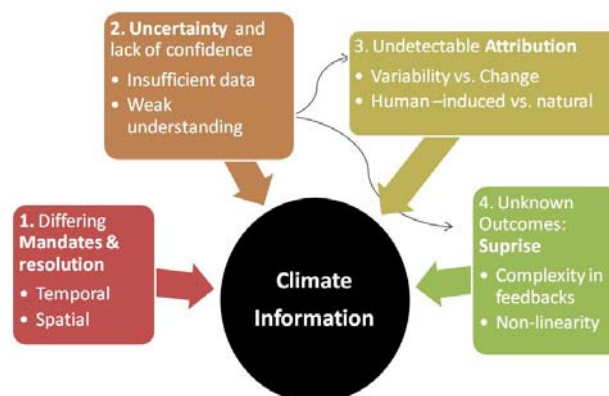 2. Uncertainty and
lack of confidence
• Insufficient data
• Weak
understanding
3. Undetectable Attribution
• Variability vs. Change
• Human –induced vs. natural
1. Differing
Mandates &
resolution
• Temporal
• Spatial
4. Unknown
Outcomes:
Suprise
• Complexity in
feedbacks
• Non-linearity
Climate
Information